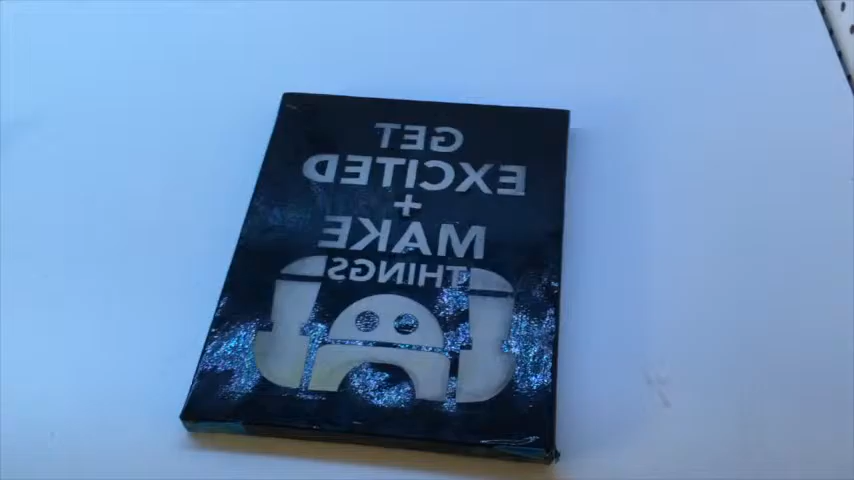 GET
EXCITED
+
MAKE
THINGS